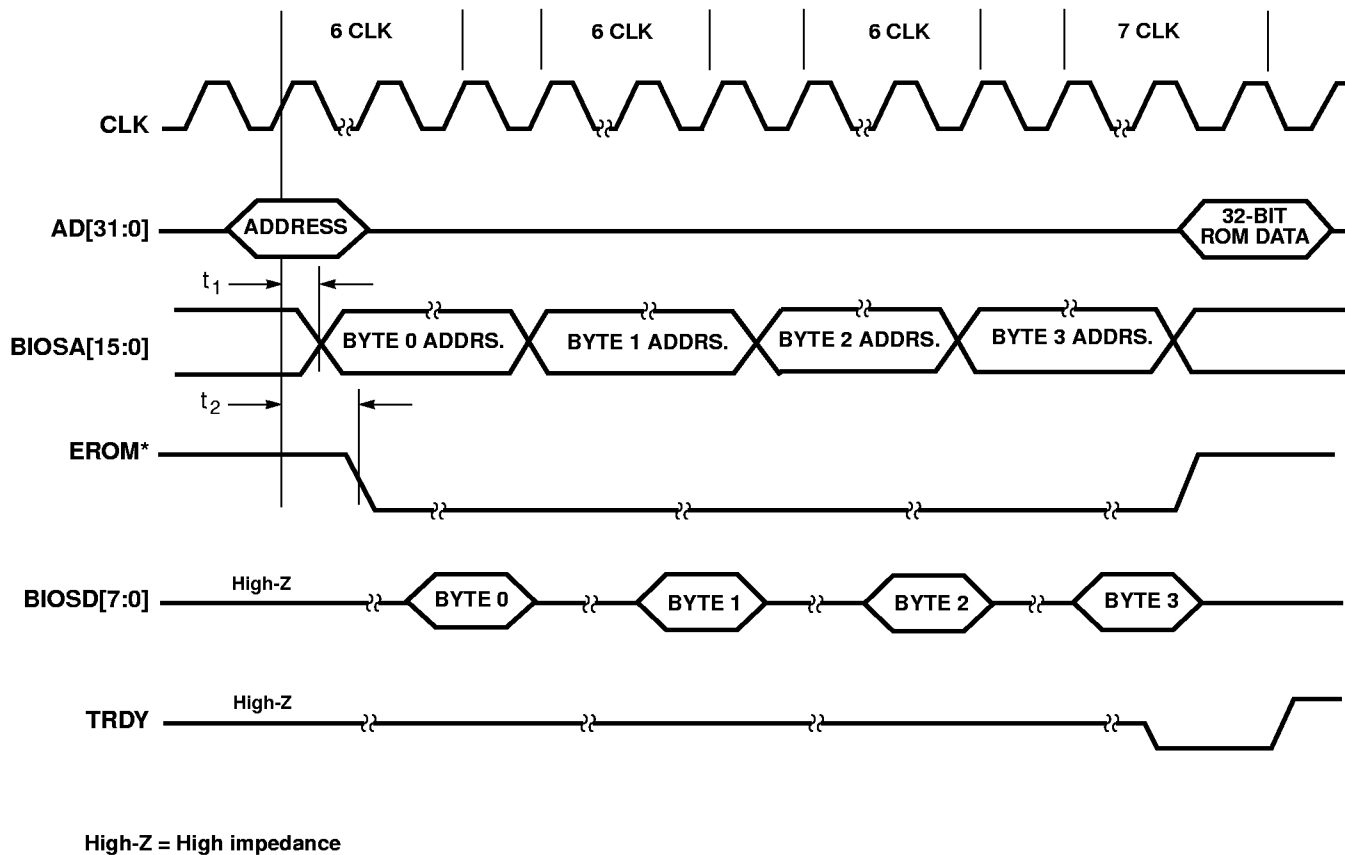 6 CLK 6 CLK 6 CLK 7 CLK
CLK
AD[31:0] ADDRESS 32-BIT
ROM DATA
t1
BIOSA[15:0] BYTE 0 ADDRS. BYTE 1 ADDRS. BYTE 2 ADDRS. BYTE 3 ADDRS.
t2
EROM*
High-Z
BIOSD[7:0] BYTE 0 BYTE 1 BYTE 2 BYTE 3
High-Z
TRDY
High-Z = High impedance